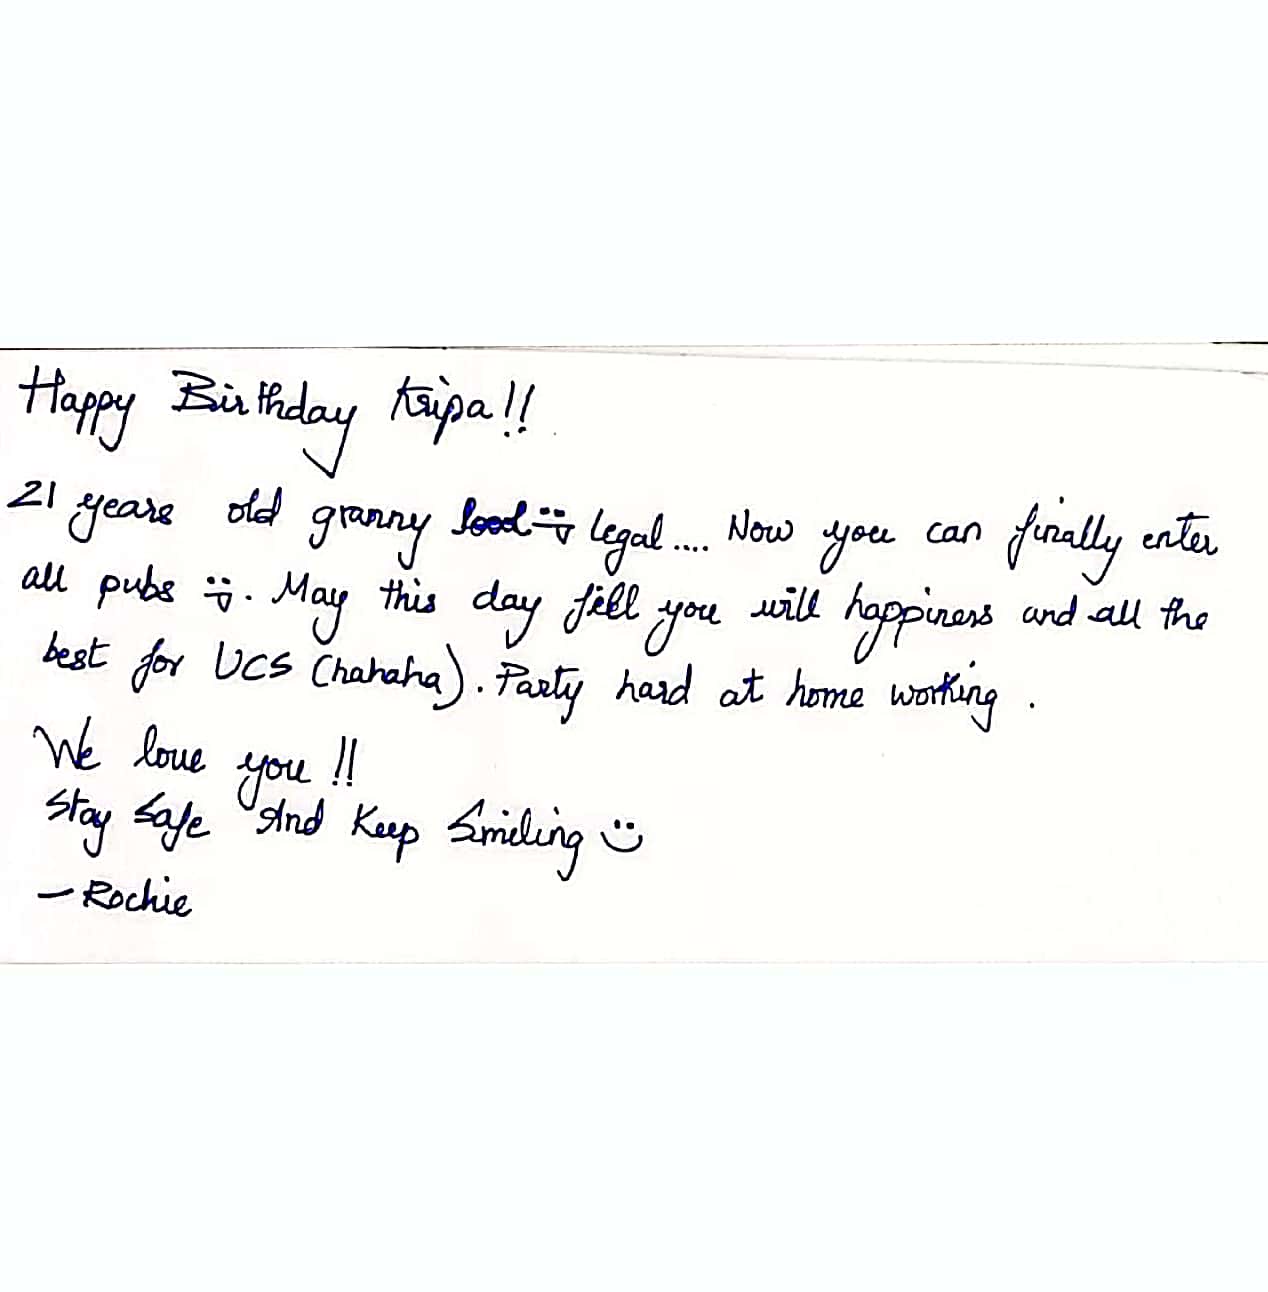 Happy Birthday Kripa!!
21 years old granny legal.... Now you can finally enter
all pubs. May this day fill you will happiness and all the
best for UCS (hahaha). Party hard at home working.
We love you!!
Stay Safe And Keep Smiling
- Rochie